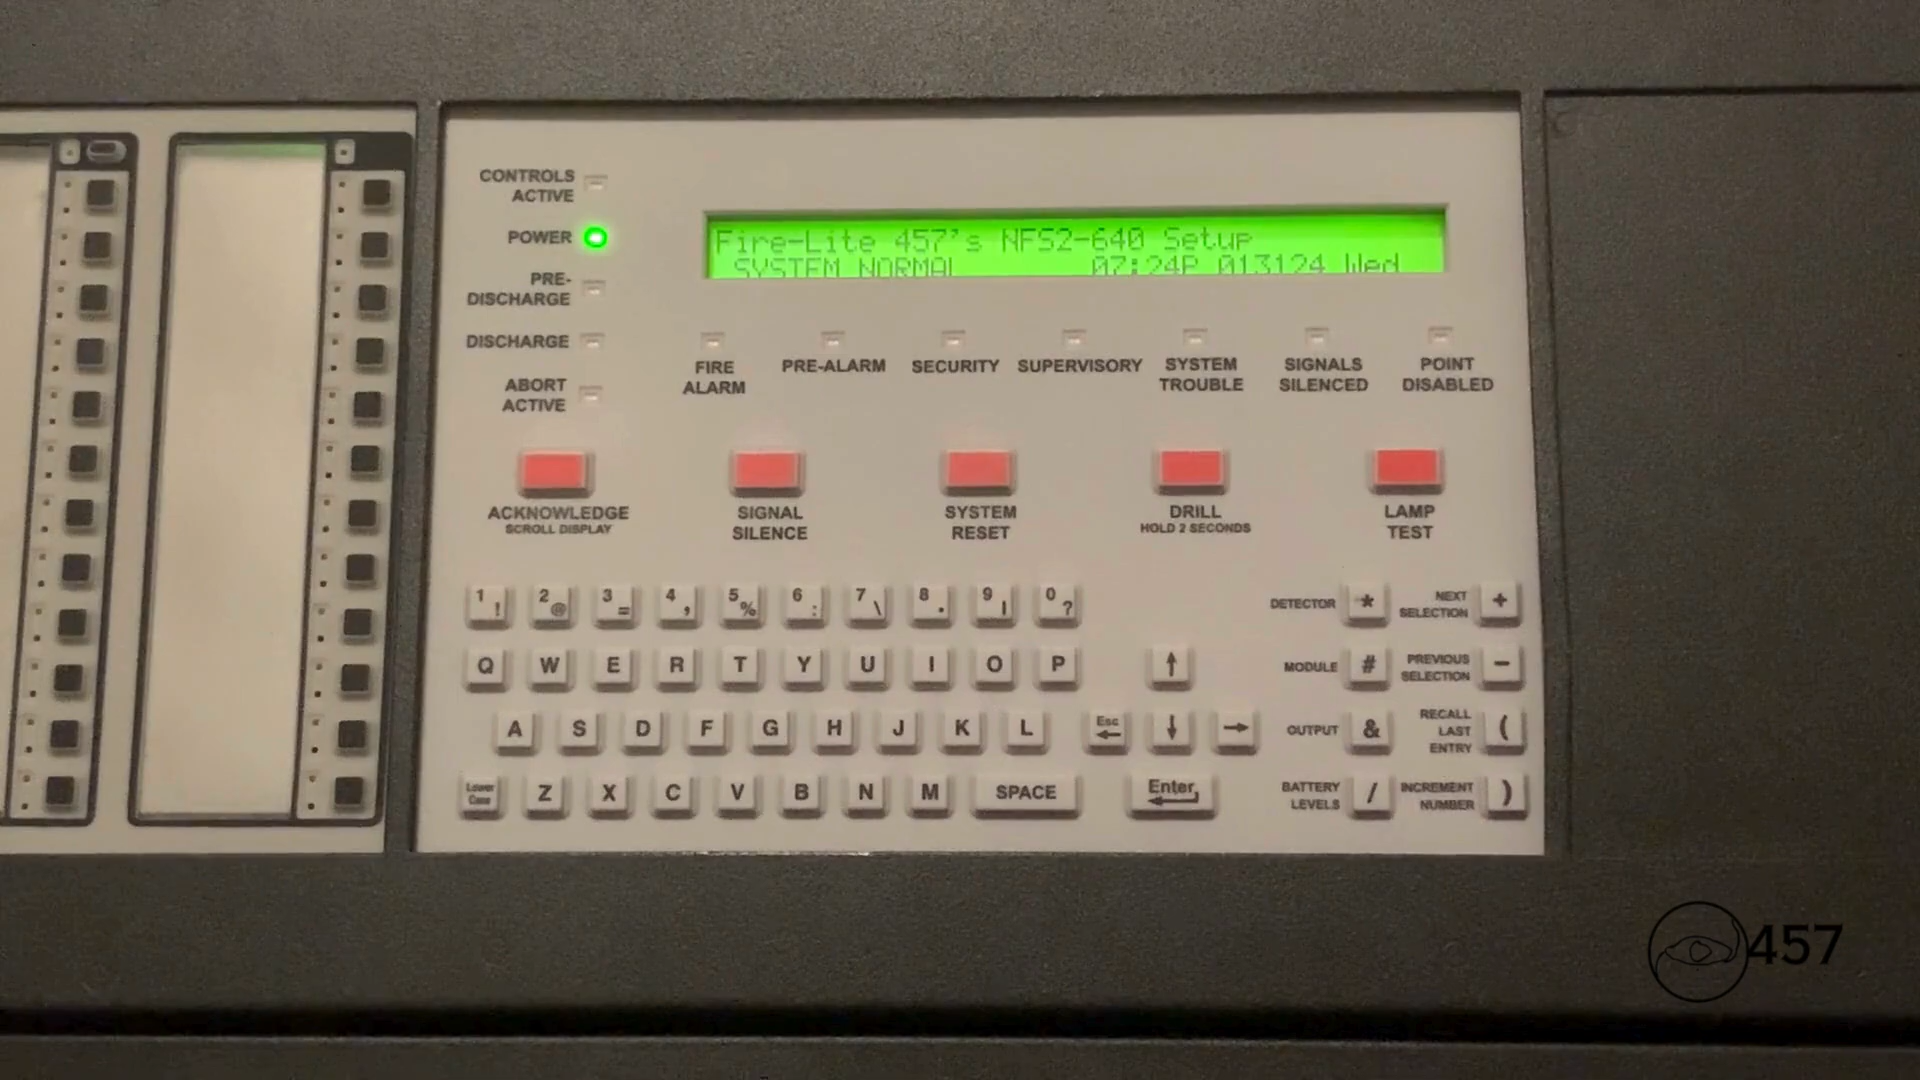 Fire-Lite 457's NFS2-640 Setup
SYSTEM NORMAL 07:24P 013124 Wed
CONTROLS
ACTIVE
POWER
PRE-
DISCHARGE
DISCHARGE
ABORT
ACTIVE
FIRE
ALARM
PRE-ALARM
SECURITY
SUPERVISORY
SYSTEM
TROUBLE
SIGNALS
SILENCED
POINT
DISABLED
ACKNOWLEDGE
SCROLL DISPLAY
SIGNAL
SILENCE
SYSTEM
RESET
DRILL
HOLD 2 SECONDS
LAMP
TEST
1 ! 2 @ 3 = 4 , 5 % 6 : 7 \ 8 . 9 | 0 ?
DETECTOR *
NEXT
SELECTION +
Q W E R T Y U I O P ↑
MODULE #
PREVIOUS
SELECTION -
A S D F G H J K L Esc ← ↓ →
OUTPUT &
RECALL
LAST
ENTRY (
Lower
Case
Z X C V B N M SPACE Enter
BATTERY
LEVELS /
INCREMENT
NUMBER )
457